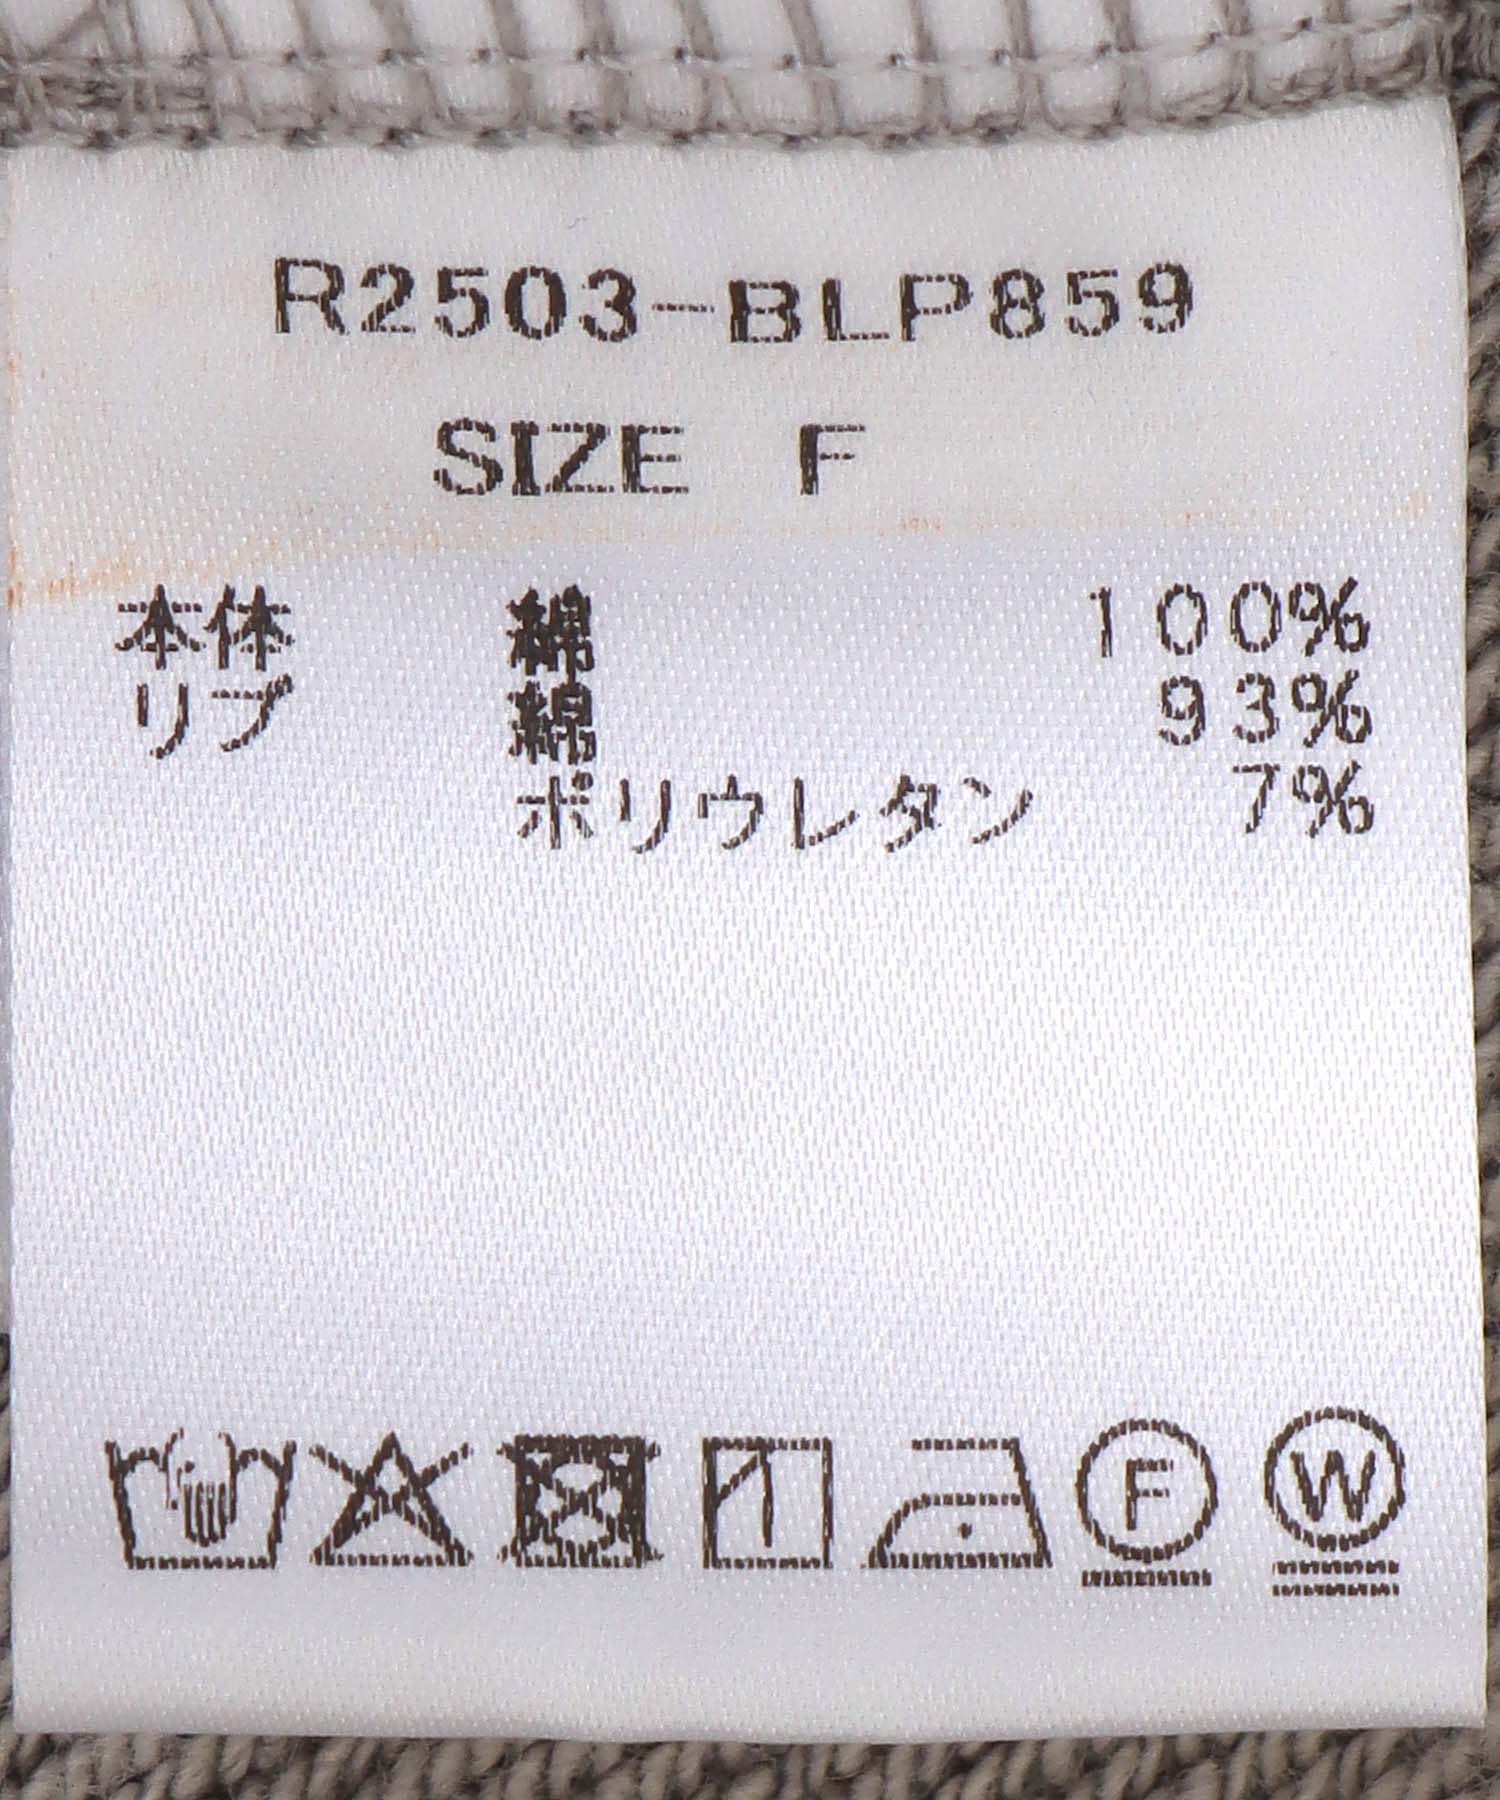 R2503-BLP859
SIZE F
本体 綿 100%
リブ 綿 93%
ポリウレタン 7%
F W